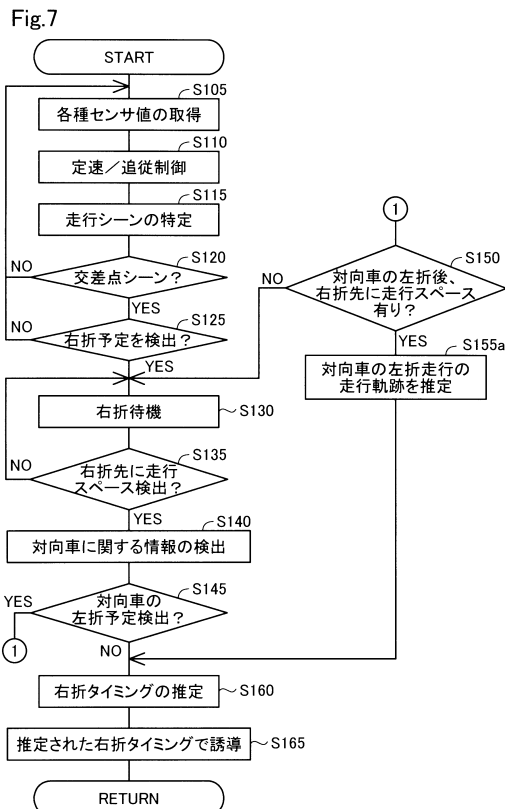 Fig.7
START
S105
各種センサ値の取得
S110
定速／追従制御
S115
走行シーンの特定
S120
交差点シーン？
NO
YES
S125
右折予定を検出？
NO
YES
右折待機
S130
S135
右折先に走行
スペース検出？
NO
YES
S140
対向車に関する情報の検出
S145
対向車の
左折予定検出？
YES
1
NO
1
S150
対向車の左折後、
右折先に走行スペース
有り？
NO
YES
S155a
対向車の左折走行の
走行軌跡を推定
右折タイミングの推定
S160
推定された右折タイミングで誘導
S165
RETURN